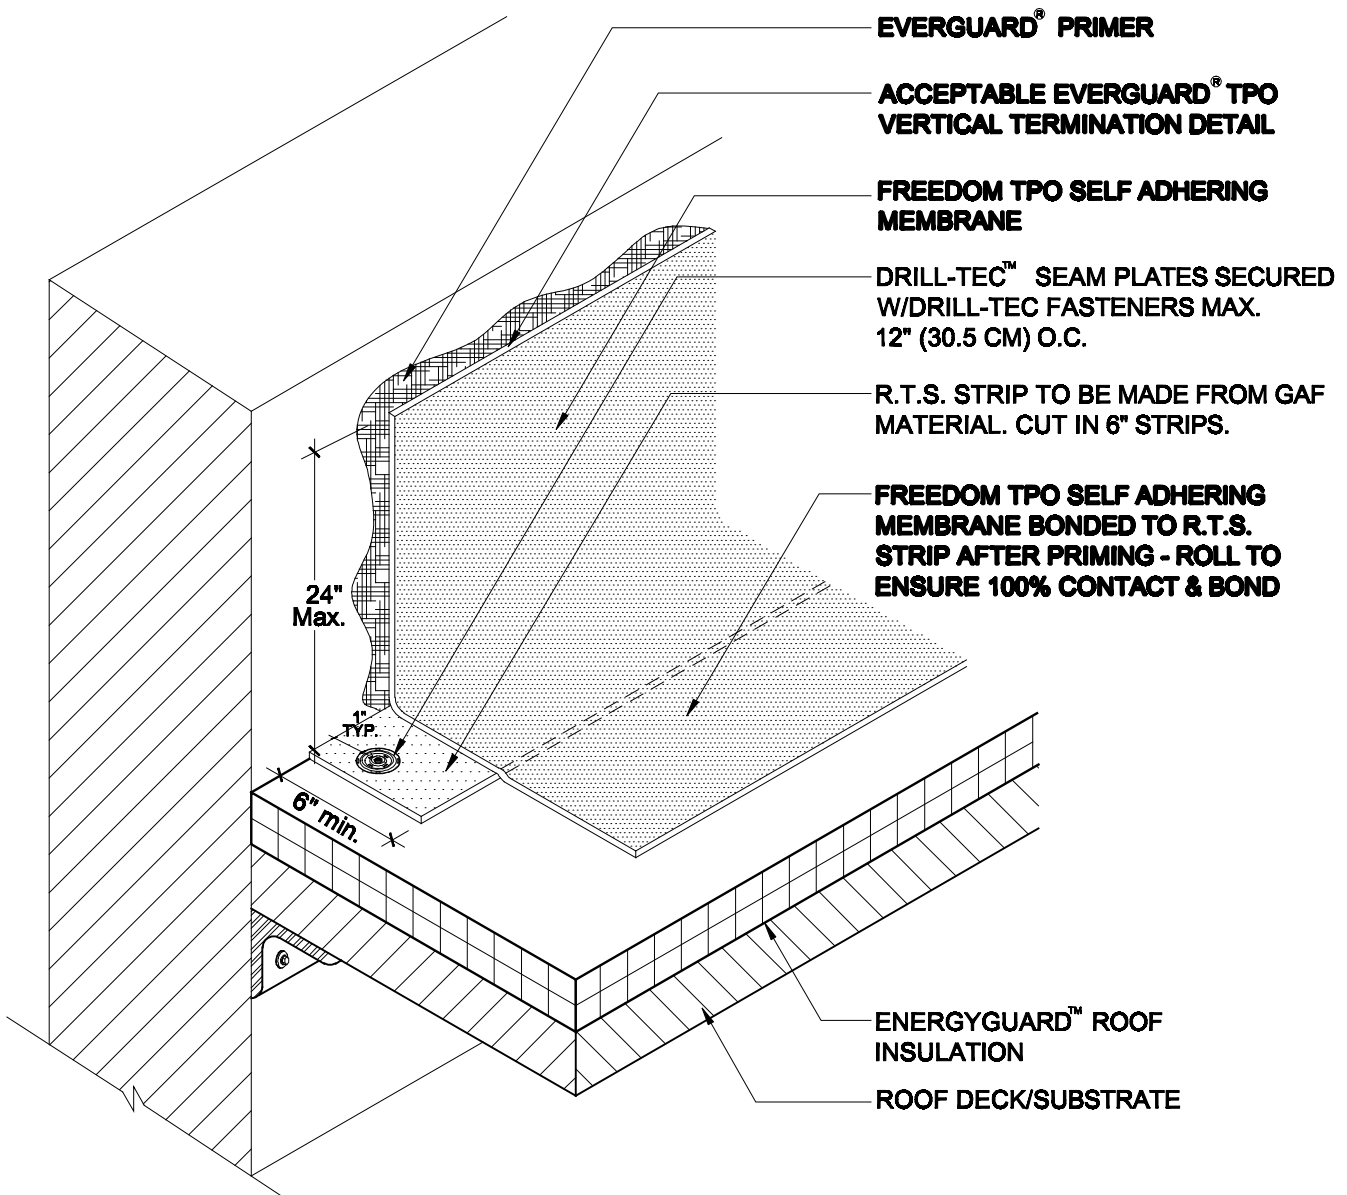 EVERGUARD® PRIMER
ACCEPTABLE EVERGUARD® TPO
VERTICAL TERMINATION DETAIL
FREEDOM TPO SELF ADHERING
MEMBRANE
DRILL-TEC™ SEAM PLATES SECURED
W/DRILL-TEC FASTENERS MAX.
12" (30.5 CM) O.C.
R.T.S. STRIP TO BE MADE FROM GAF
MATERIAL. CUT IN 6" STRIPS.
FREEDOM TPO SELF ADHERING
MEMBRANE BONDED TO R.T.S.
STRIP AFTER PRIMING - ROLL TO
ENSURE 100% CONTACT & BOND
24"
Max.
1"
TYP.
6" min.
ENERGYGUARD™ ROOF
INSULATION
ROOF DECK/SUBSTRATE